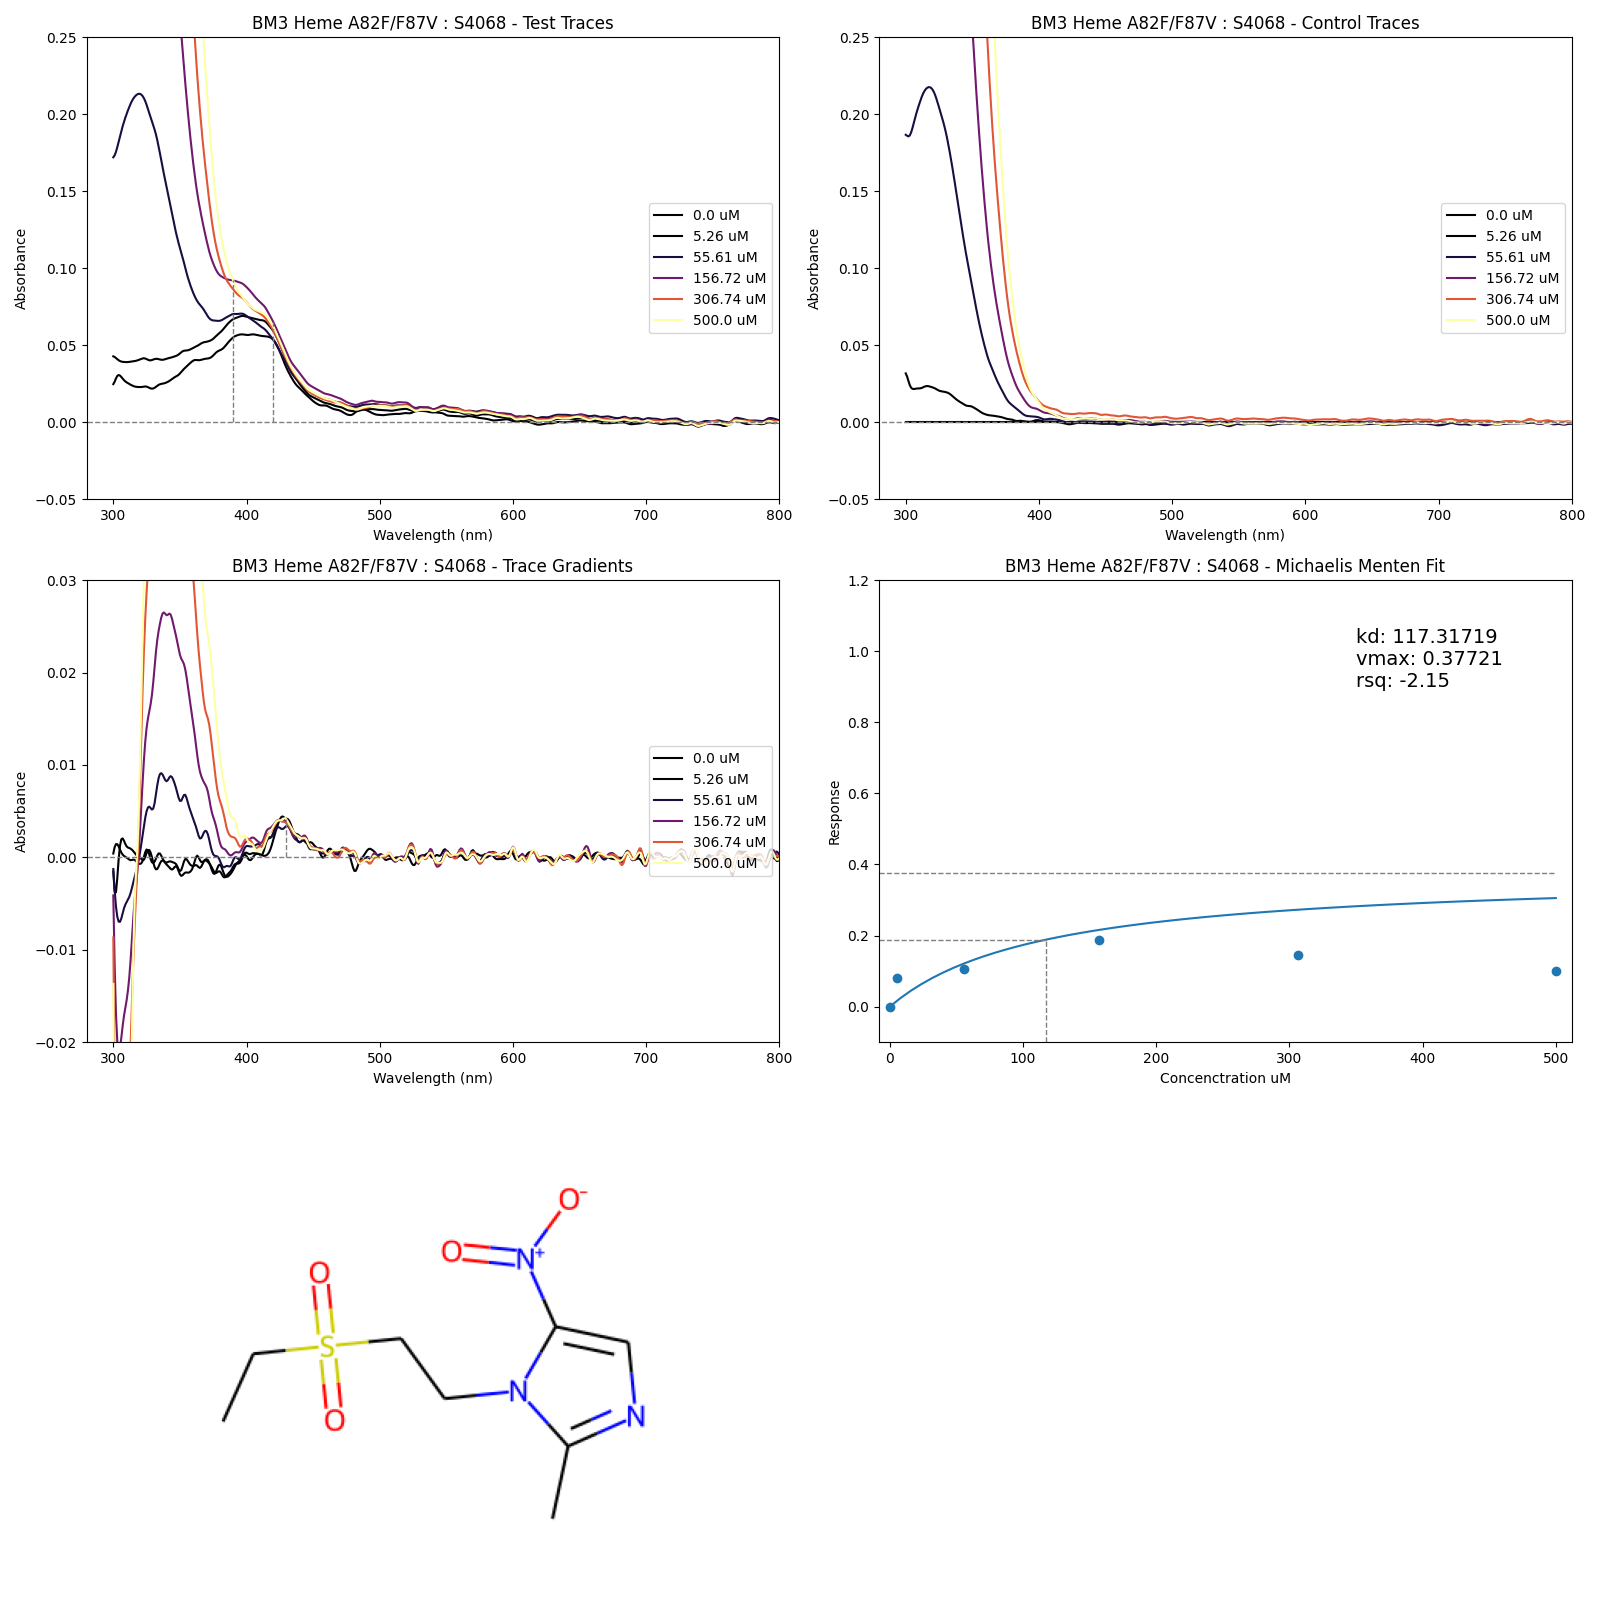 BM3 Heme A82F/F87V : S4068 - Test Traces
0.25
0.20
0.15
0.10
0.05
0.00
−0.05
Absorbance
300 400 500 600 700 800
Wavelength (nm)
0.0 uM
5.26 uM
55.61 uM
156.72 uM
306.74 uM
500.0 uM
BM3 Heme A82F/F87V : S4068 - Control Traces
0.25
0.20
0.15
0.10
0.05
0.00
−0.05
Absorbance
300 400 500 600 700 800
Wavelength (nm)
0.0 uM
5.26 uM
55.61 uM
156.72 uM
306.74 uM
500.0 uM
BM3 Heme A82F/F87V : S4068 - Trace Gradients
0.03
0.02
0.01
0.00
−0.01
−0.02
Absorbance
300 400 500 600 700 800
Wavelength (nm)
0.0 uM
5.26 uM
55.61 uM
156.72 uM
306.74 uM
500.0 uM
BM3 Heme A82F/F87V : S4068 - Michaelis Menten Fit
1.2
1.0
0.8
0.6
0.4
0.2
0.0
Response
0 100 200 300 400 500
Concenctration uM
kd: 117.31719
vmax: 0.37721
rsq: -2.15
O−
O
N+
O
S
O
N
N